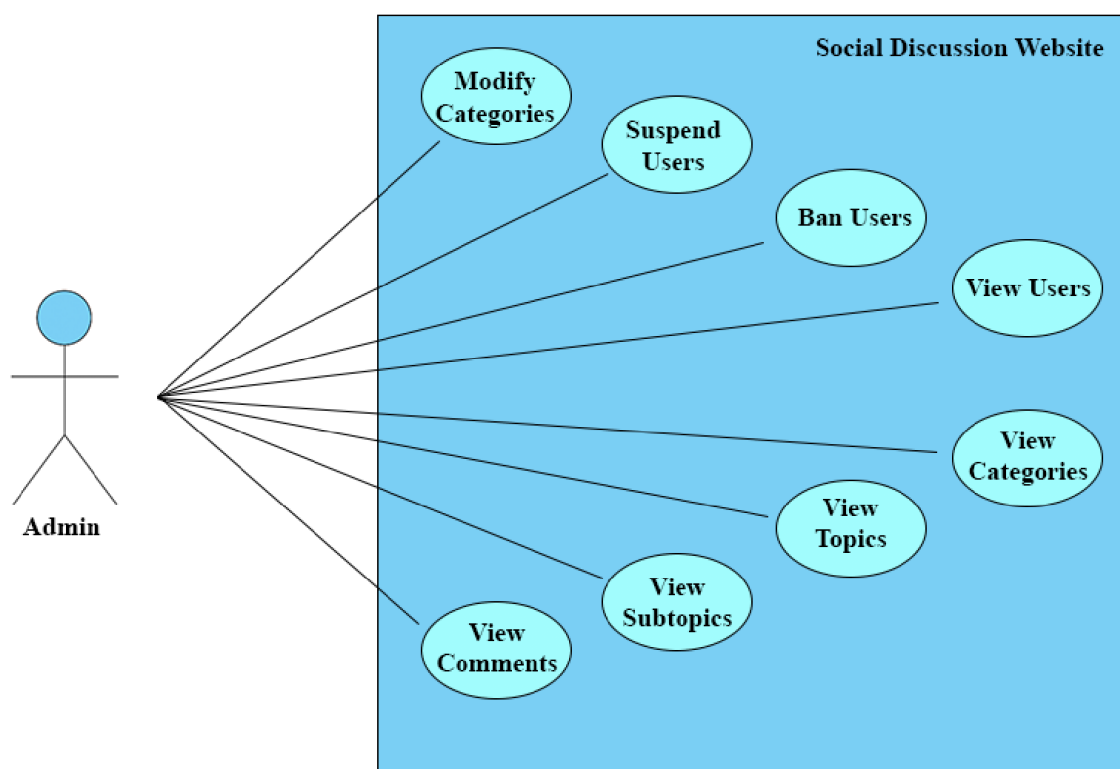 Social Discussion Website
Modify
Categories
Suspend
Users
Ban Users
View Users
View
Categories
View
Topics
View
Subtopics
View
Comments
Admin